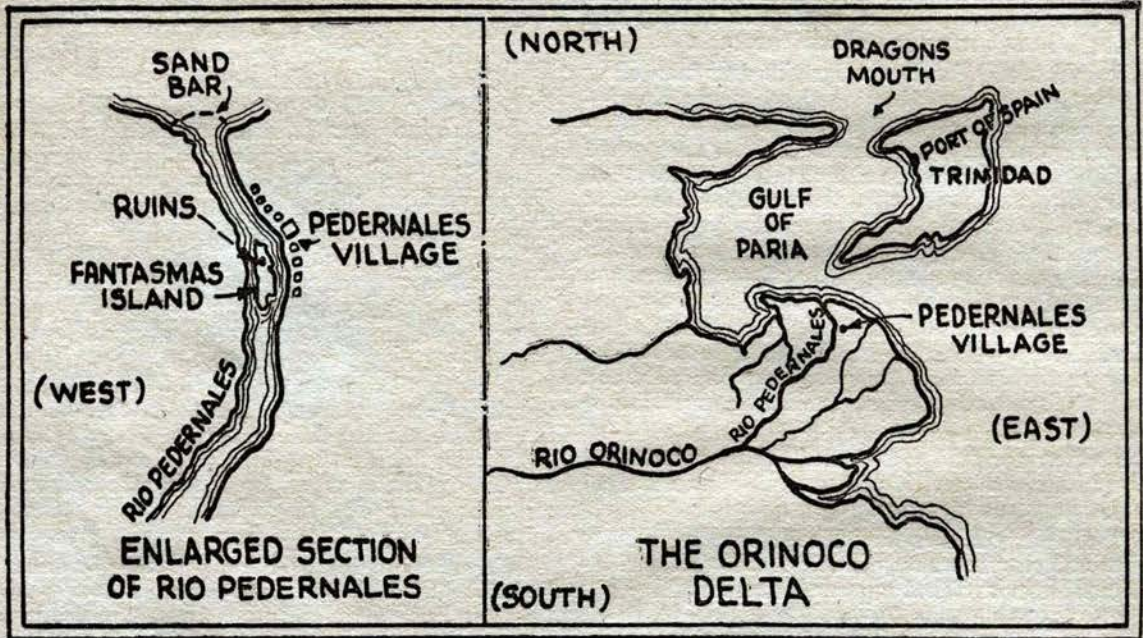 SAND
BAR
RUINS
PEDERNALES
VILLAGE
FANTASMAS
ISLAND
(WEST)
RIO PEDERNALES
ENLARGED SECTION
OF RIO PEDERNALES
(NORTH)
DRAGONS
MOUTH
PORT OF SPAIN
TRINIDAD
GULF
OF
PARIA
PEDERNALES
VILLAGE
RIO PEDERNALES
(EAST)
RIO ORINOCO
THE ORINOCO
DELTA
(SOUTH)